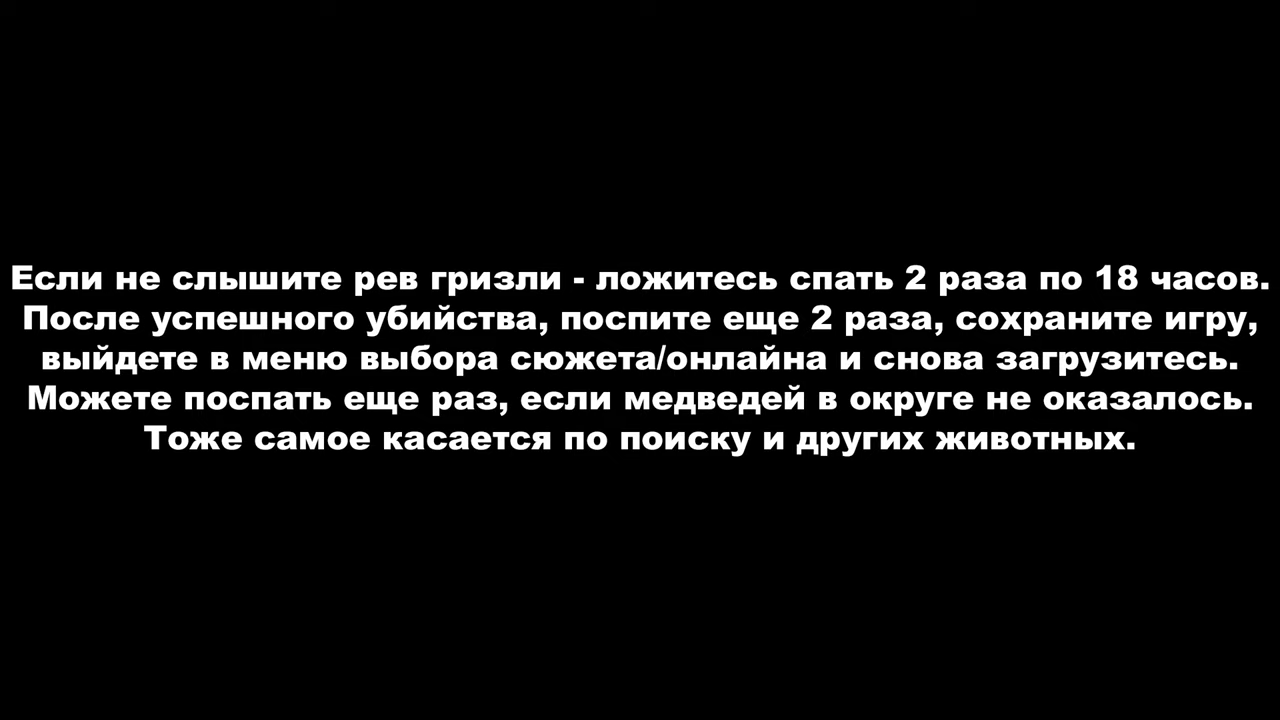 Если не слышите рев гризли - ложитесь спать 2 раза по 18 часов.
После успешного убийства, поспите еще 2 раза, сохраните игру,
выйдете в меню выбора сюжета/онлайна и снова загрузитесь.
Можете поспать еще раз, если медведей в округе не оказалось.
Тоже самое касается по поиску и других животных.